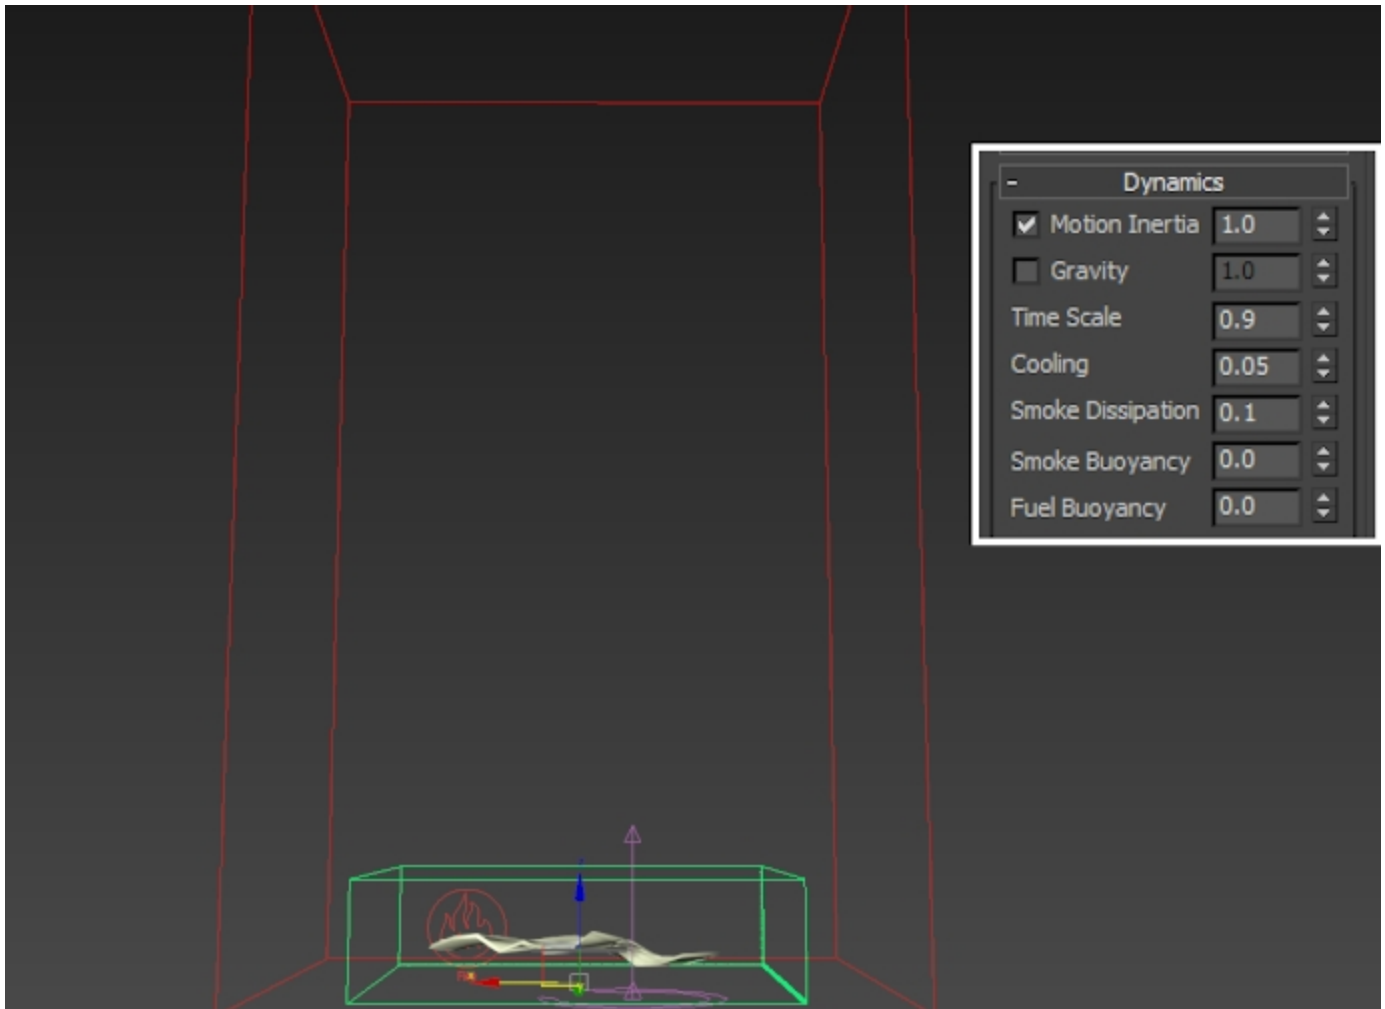 - Dynamics
Motion Inertia 1.0
Gravity 1.0
Time Scale 0.9
Cooling 0.05
Smoke Dissipation 0.1
Smoke Buoyancy 0.0
Fuel Buoyancy 0.0